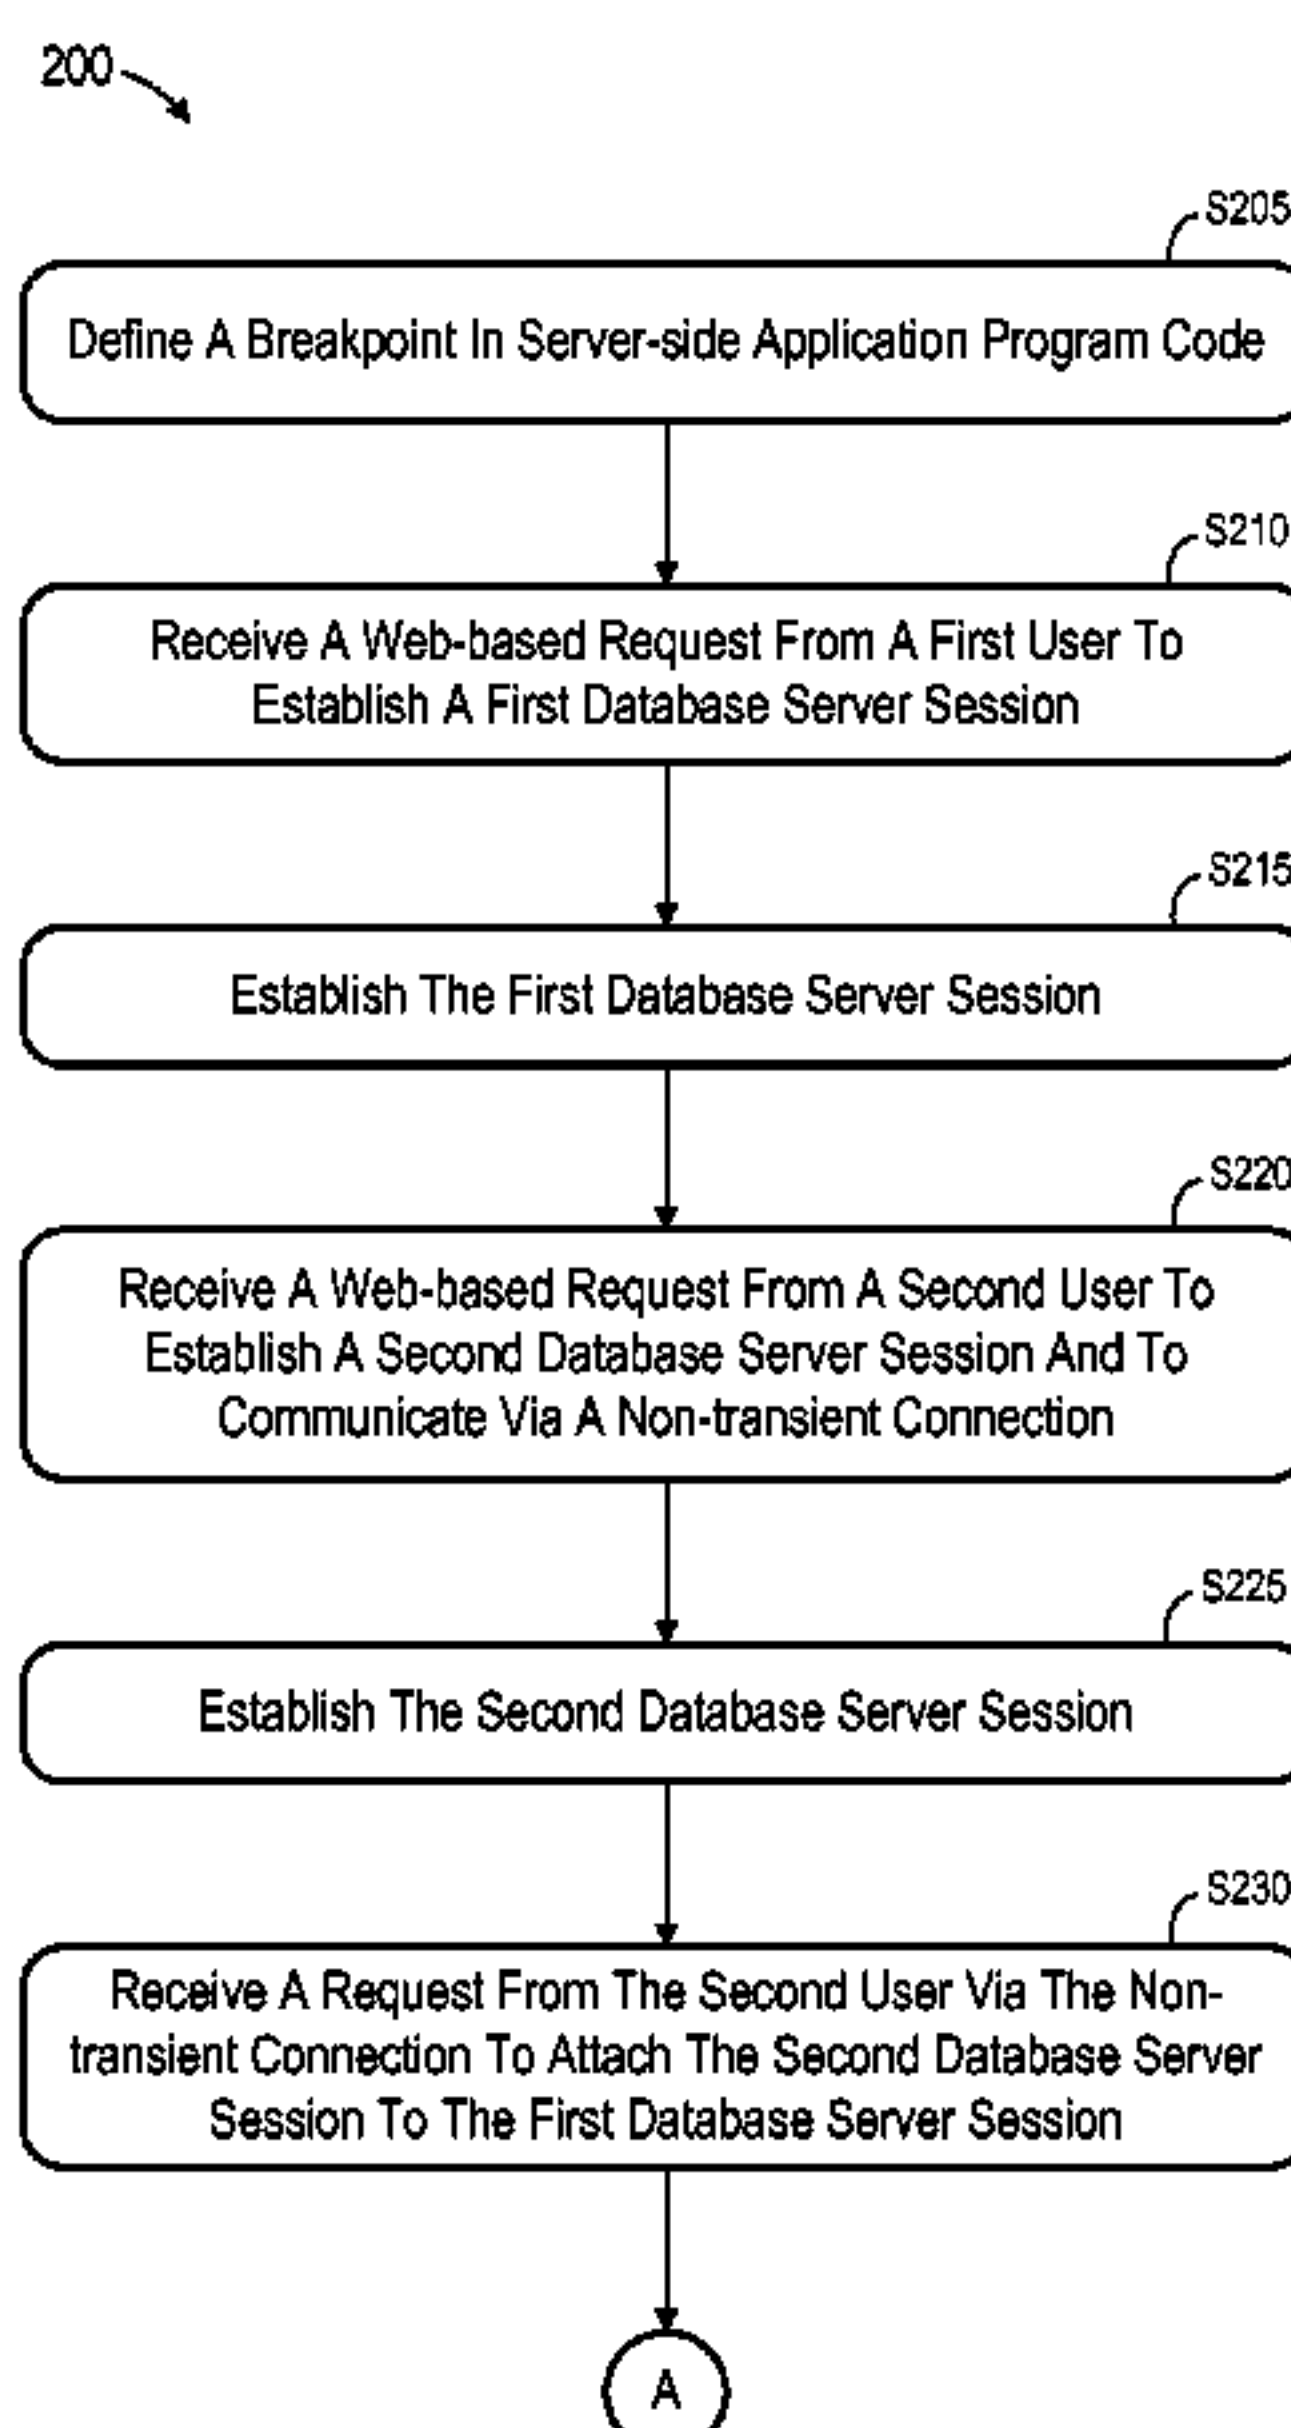 200
S205
Define A Breakpoint In Server-side Application Program Code
S210
Receive A Web-based Request From A First User To
Establish A First Database Server Session
S215
Establish The First Database Server Session
S220
Receive A Web-based Request From A Second User To
Establish A Second Database Server Session And To
Communicate Via A Non-transient Connection
S225
Establish The Second Database Server Session
S230
Receive A Request From The Second User Via The Non-
transient Connection To Attach The Second Database Server
Session To The First Database Server Session
A